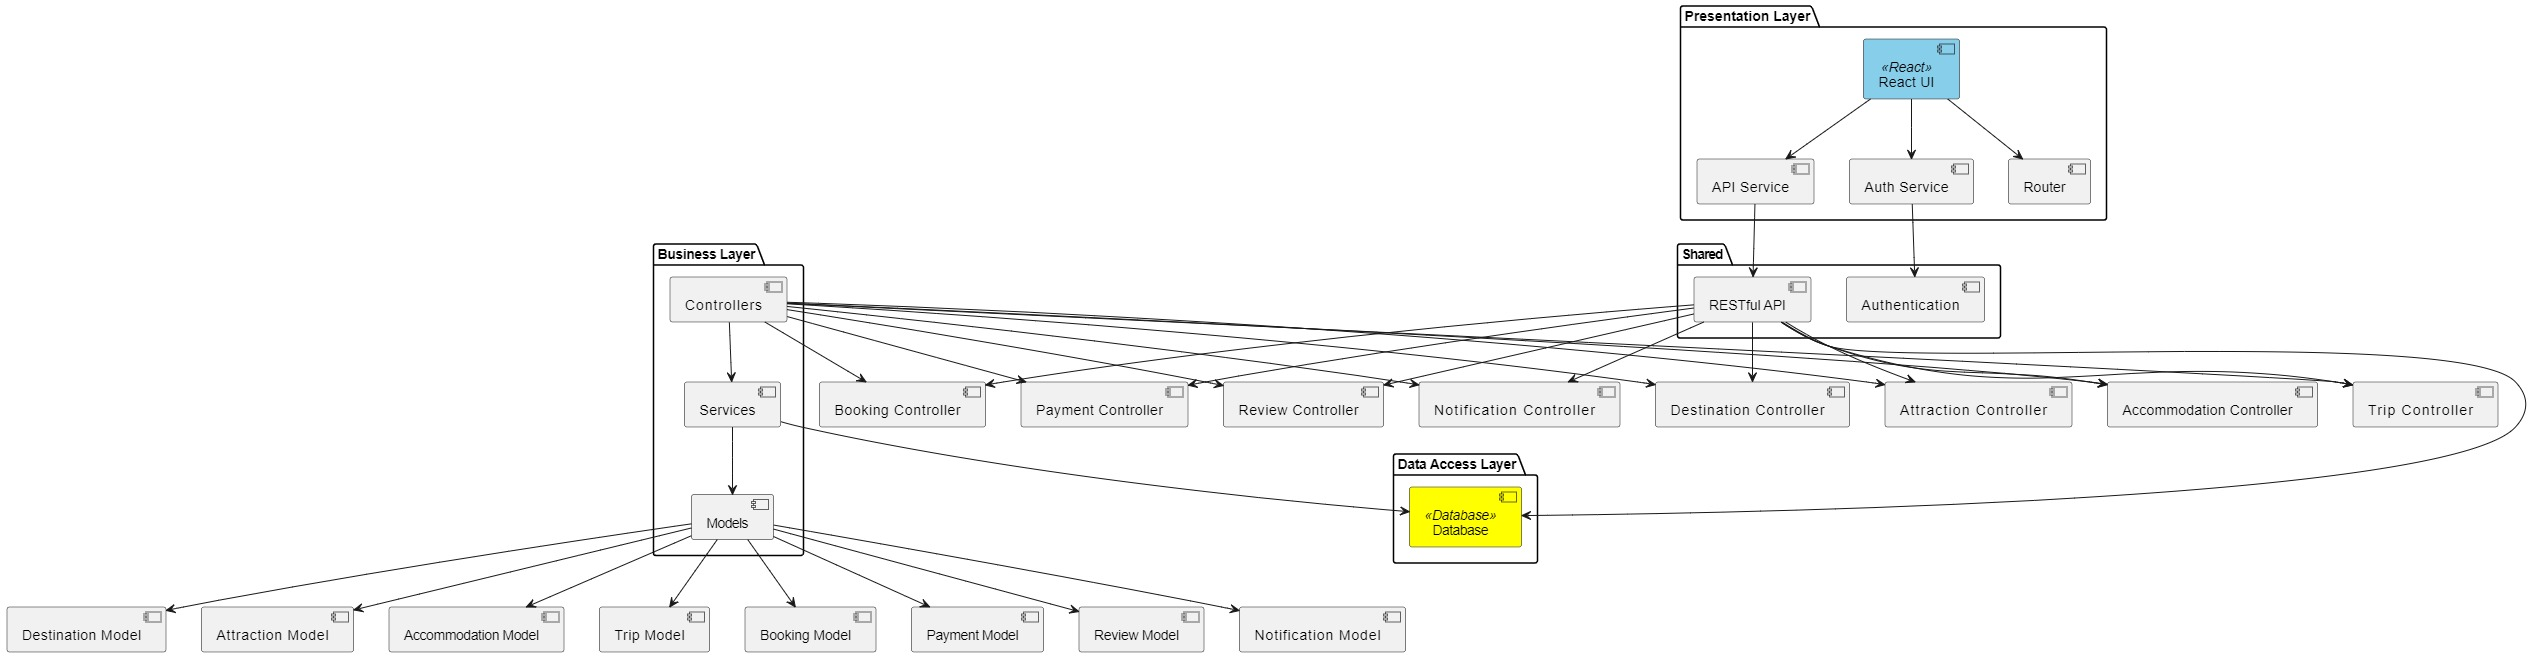 Presentation Layer
«React»
React UI
API Service
Auth Service
Router
Business Layer
Shared
Controllers
RESTful API
Authentication
Services
Booking Controller
Payment Controller
Review Controller
Notification Controller
Destination Controller
Attraction Controller
Accommodation Controller
Trip Controller
Data Access Layer
«Database»
Database
Models
Destination Model
Attraction Model
Accommodation Model
Trip Model
Booking Model
Payment Model
Review Model
Notification Model